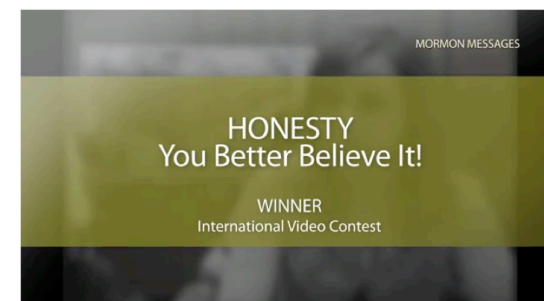 MORMON MESSAGES
HONESTY
You Better Believe It!
WINNER
International Video Contest